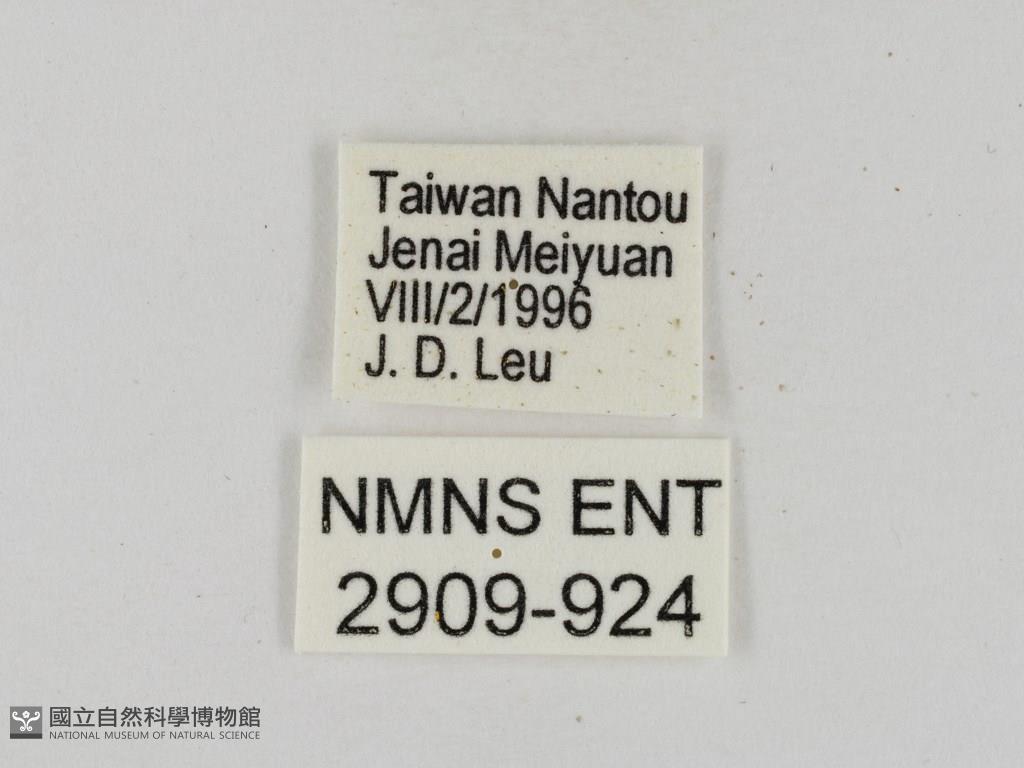 Taiwan Nantou
Jenai Meiyuan
VIII/2/1996
J. D. Leu
NMNS ENT
2909-924
國立自然科學博物館
NATIONAL MUSEUM OF NATURAL SCIENCE